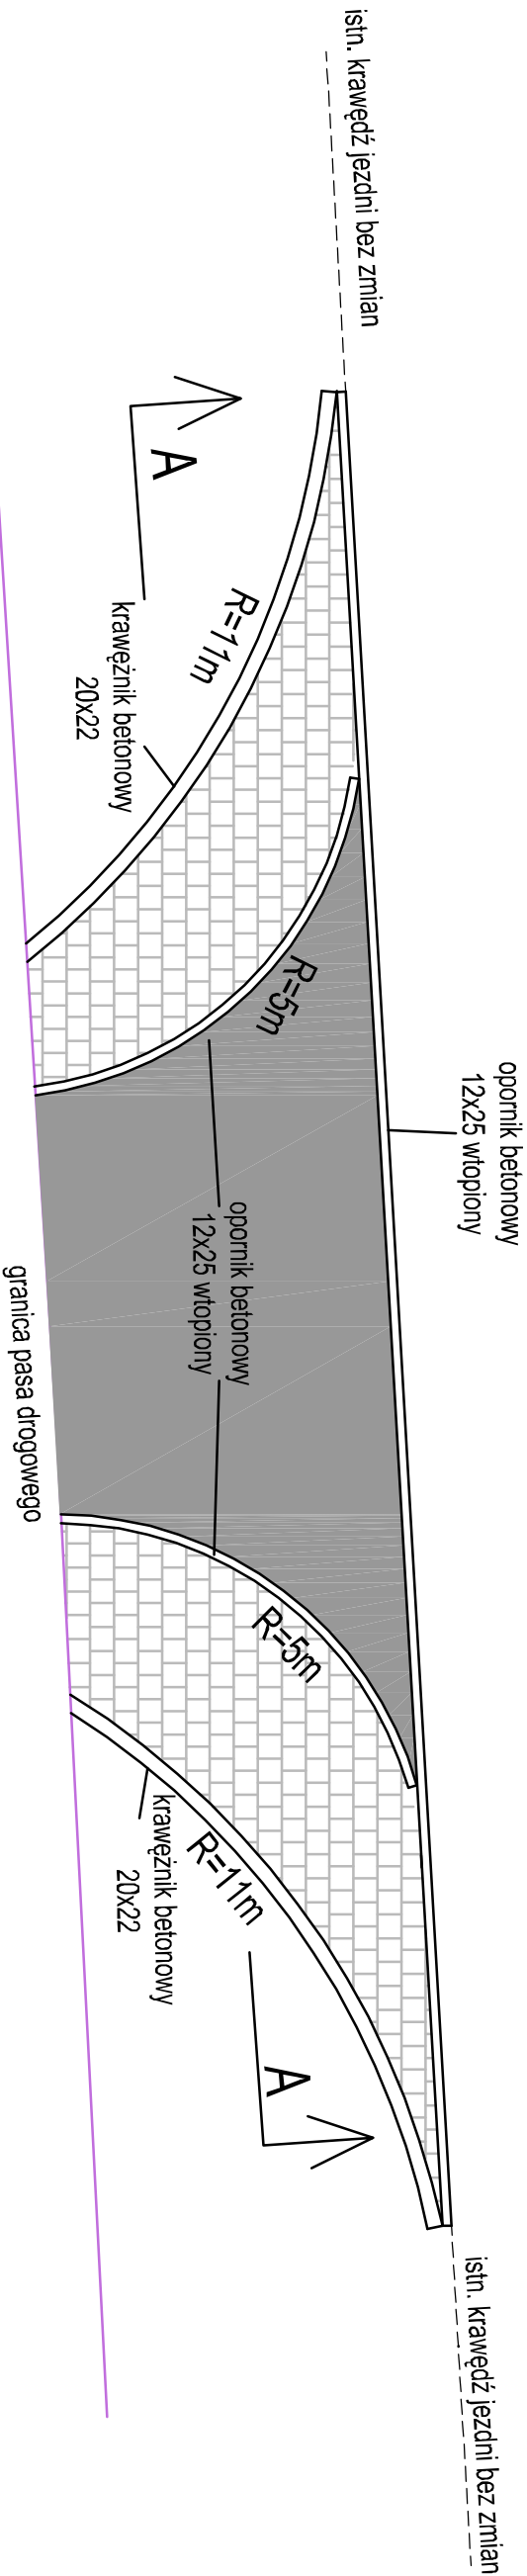 istn. krawędź jezdni bez zmian
A
R=11m
krawężnik betonowy
20x22
R=5m
opornik betonowy
12x25 wtopiony
opornik betonowy
12x25 wtopiony
granica pasa drogowego
R=5m
R=11m
krawężnik betonowy
20x22
A
istn. krawędź jezdni bez zmian